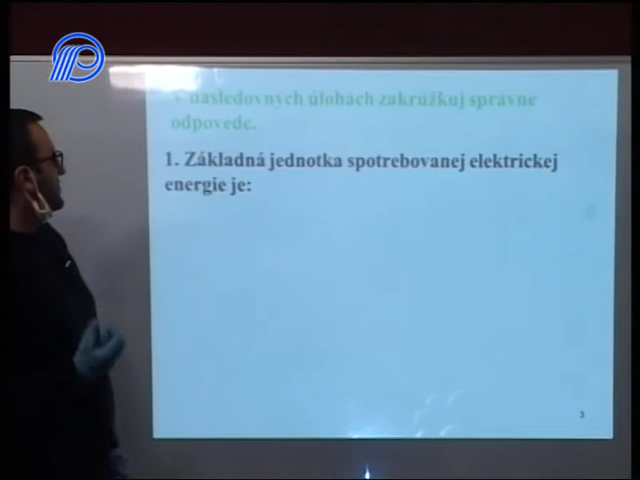 V nasledovných úlohách zakrúžkuj správne
odpovede.
1. Základná jednotka spotrebovanej elektrickej
energie je:
3